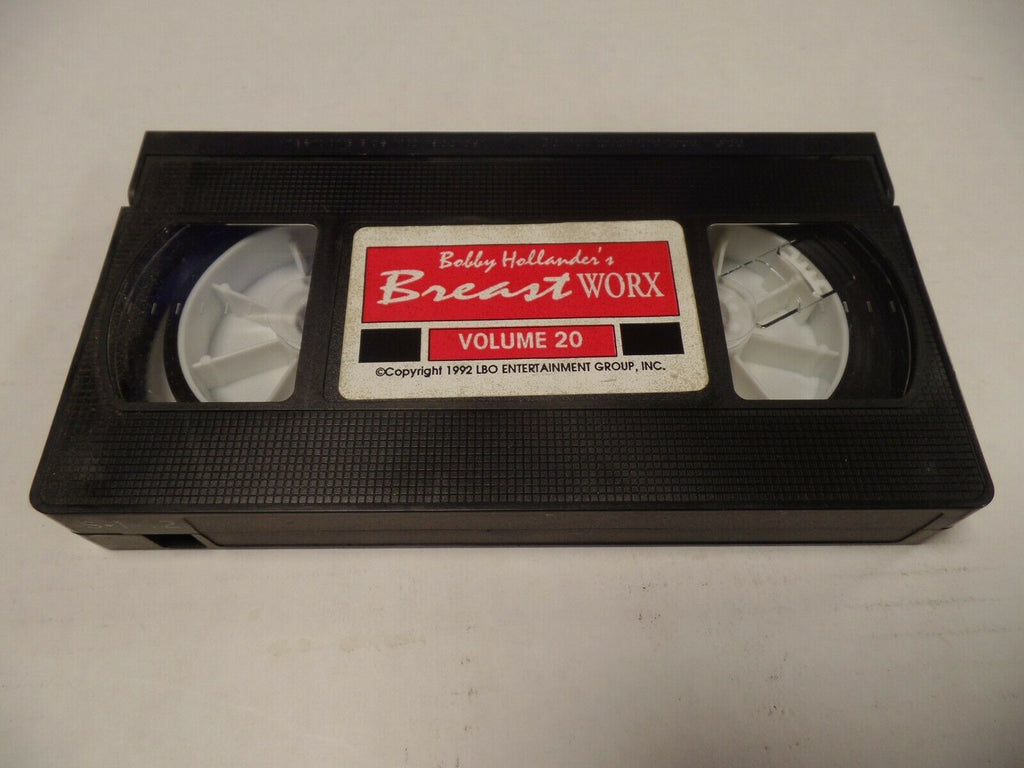 Bobby Hollander's
Breast WORX
VOLUME 20
©Copyright 1992 LBO ENTERTAINMENT GROUP, INC.